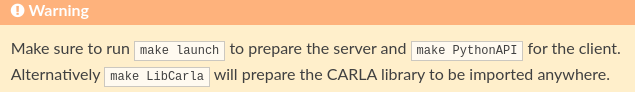 Warning
Make sure to run make launch to prepare the server and make PythonAPI for the client.
Alternatively make LibCarla will prepare the CARLA library to be imported anywhere.